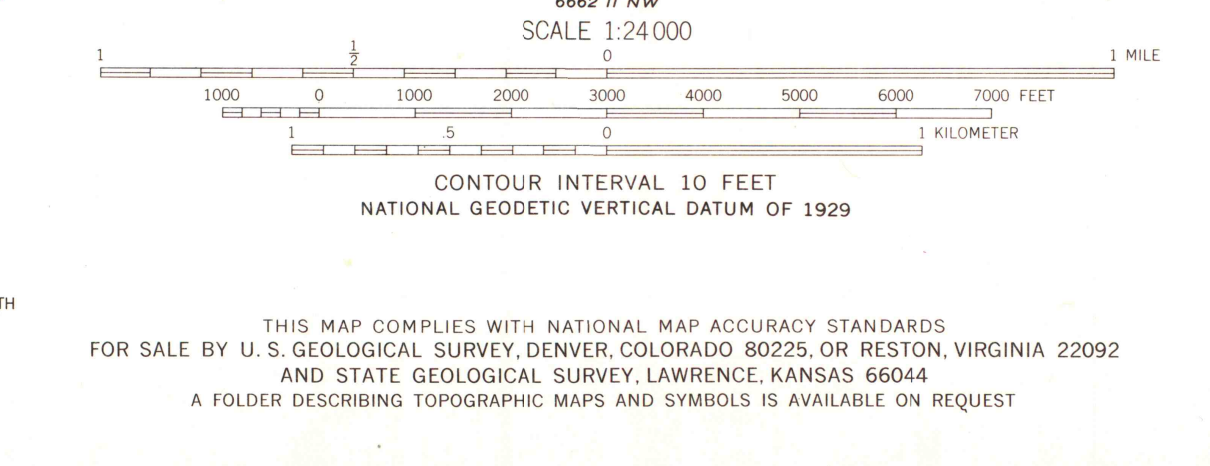 6662 II NW
SCALE 1:24 000
1 1/2 0 1 MILE
1000 0 1000 2000 3000 4000 5000 6000 7000 FEET
1 .5 0 1 KILOMETER
CONTOUR INTERVAL 10 FEET
NATIONAL GEODETIC VERTICAL DATUM OF 1929
TH
THIS MAP COMPLIES WITH NATIONAL MAP ACCURACY STANDARDS
FOR SALE BY U. S. GEOLOGICAL SURVEY, DENVER, COLORADO 80225, OR RESTON, VIRGINIA 22092
AND STATE GEOLOGICAL SURVEY, LAWRENCE, KANSAS 66044
A FOLDER DESCRIBING TOPOGRAPHIC MAPS AND SYMBOLS IS AVAILABLE ON REQUEST